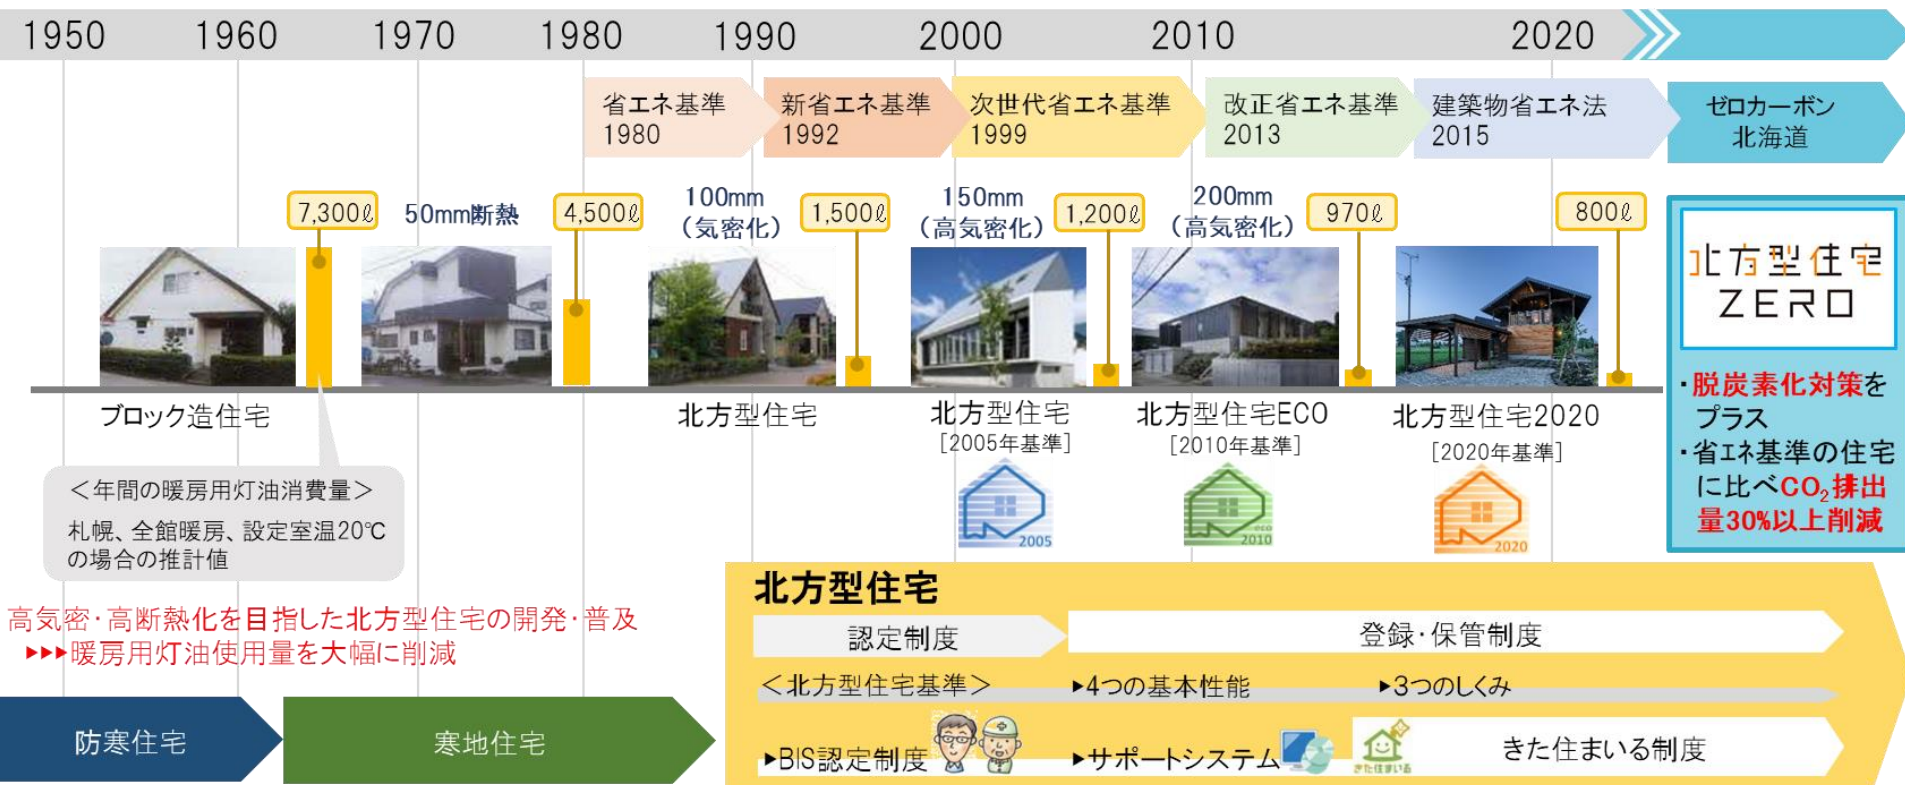 1950 1960 1970 1980 1990 2000 2010 2020
省エネ基準
1980
新省エネ基準
1992
次世代省エネ基準
1999
改正省エネ基準
2013
建築物省エネ法
2015
ゼロカーボン
北海道
7,300ℓ
50mm断熱
4,500ℓ
100mm
（気密化）
1,500ℓ
150mm
（高気密化）
1,200ℓ
200mm
（高気密化）
970ℓ
800ℓ
ブロック造住宅
北方型住宅
北方型住宅
［2005年基準］
北方型住宅ECO
［2010年基準］
北方型住宅2020
［2020年基準］
2005
eco
2010
2020
北方型住宅
ZERO
・脱炭素化対策を
プラス
・省エネ基準の住宅
に比べCO₂排出
量30%以上削減
＜年間の暖房用灯油消費量＞
札幌、全館暖房、設定室温20℃
の場合の推計値
高気密・高断熱化を目指した北方型住宅の開発・普及
▶▶▶暖房用灯油使用量を大幅に削減
防寒住宅
寒地住宅
北方型住宅
認定制度
登録・保管制度
＜北方型住宅基準＞
▶4つの基本性能
▶3つのしくみ
▶BIS認定制度
▶サポートシステム
きた住まいる
きた住まいる制度